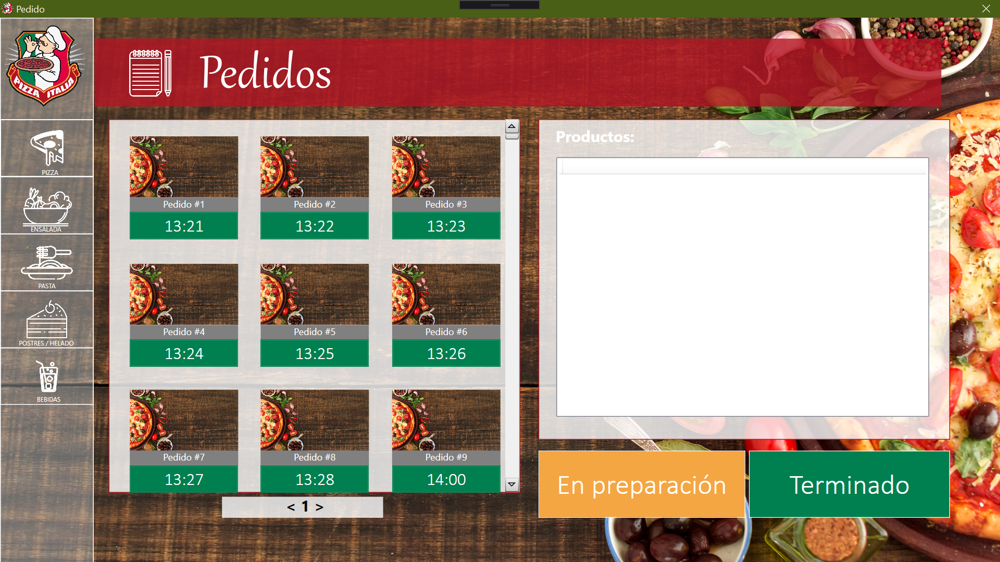 Pedido
PIZZA ITALIA
Pedidos
PIZZA
ENSALADA
PASTA
POSTRES / HELADO
BEBIDAS
Pedido #1
13:21
Pedido #2
13:22
Pedido #3
13:23
Pedido #4
13:24
Pedido #5
13:25
Pedido #6
13:26
Pedido #7
13:27
Pedido #8
13:28
Pedido #9
14:00
< 1 >
Productos:
En preparación
Terminado